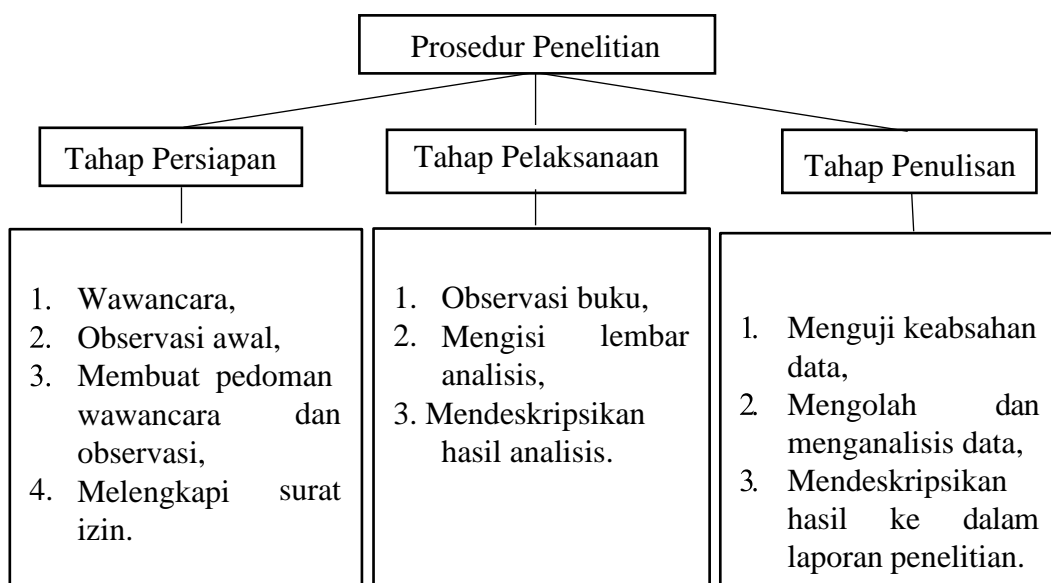 Prosedur Penelitian
Tahap Persiapan
Tahap Pelaksanaan
Tahap Penulisan
1. Wawancara,
2. Observasi awal,
3. Membuat pedoman
wawancara dan
observasi,
4. Melengkapi surat
izin.
1. Observasi buku,
2. Mengisi lembar
analisis,
3. Mendeskripsikan
hasil analisis.
1. Menguji keabsahan
data,
2. Mengolah dan
menganalisis data,
3. Mendeskripsikan
hasil ke dalam
laporan penelitian.